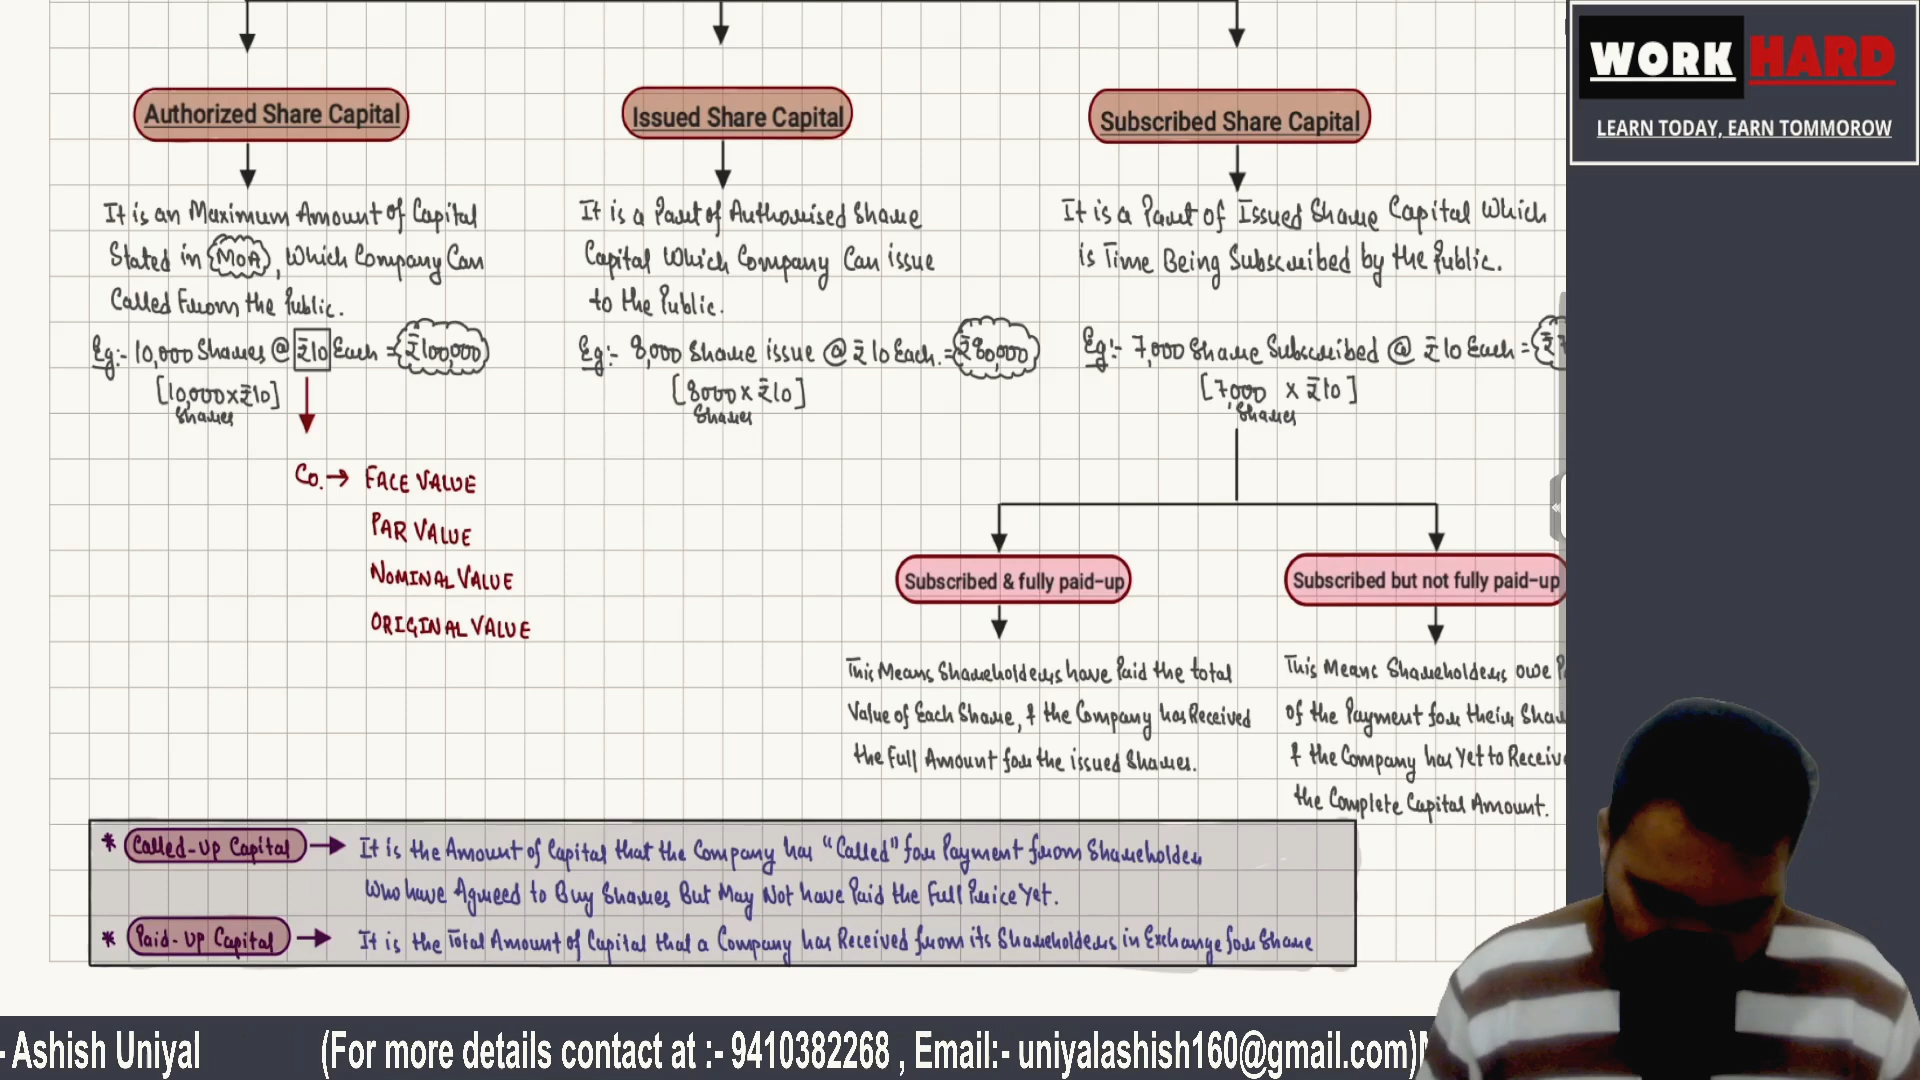 WORK HARD
LEARN TODAY, EARN TOMMOROW
Authorized Share Capital
It is an Maximum Amount of Capital
Stated in MOA, Which Company Can
Called From the Public.
Eg:- 10,000 Shares @ ₹10 Each = ₹100,000
[10,000 x ₹10]
Shares
Co. → FACE VALUE
PAR VALUE
NOMINAL VALUE
ORIGINAL VALUE
Issued Share Capital
It is a Part of Authorised Share
Capital Which Company Can issue
to the Public.
Eg:- 8,000 Share issue @ ₹10 Each. = ₹80,000
[8000 x ₹10]
Shares
Subscribed Share Capital
It is a Part of Issued Share Capital Which
is Time Being Subscribed by the Public.
Eg:- 7,000 Share Subscribed @ ₹10 Each = ₹7
[7,000 x ₹10]
Shares
Subscribed & fully paid-up
This Means Shareholders have Paid the total
Value of Each Share, & the Company has Received
the Full Amount for the issued Shares.
Subscribed but not fully paid-up
This Means Shareholders owe
of the Payment for their
& the Company has Yet to
the Complete Capital Amount.
* Called-Up Capital → It is the Amount of Capital that the Company has "Called" for Payment from Shareholder
Who have Agreed to Buy Shares But May Not have Paid the Full Price Yet.
* Paid-Up Capital → It is the Total Amount of Capital that a Company has Received from its Shareholders in Exchange for Share
- Ashish Uniyal (For more details contact at :- 9410382268 , Email:- uniyalashish160@gmail.com)